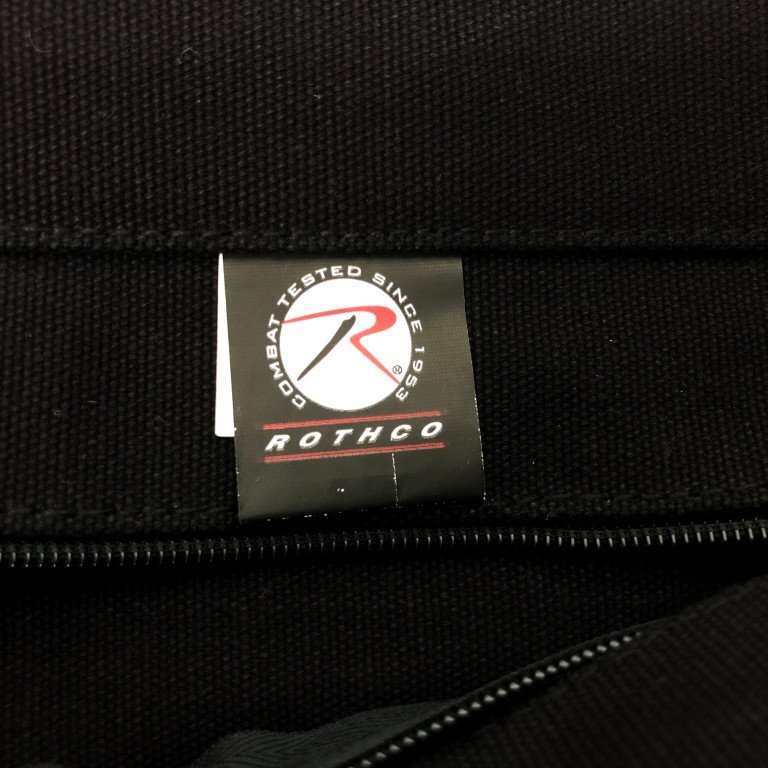 COMBAT TESTED SINCE 1953
R®
ROTHCO